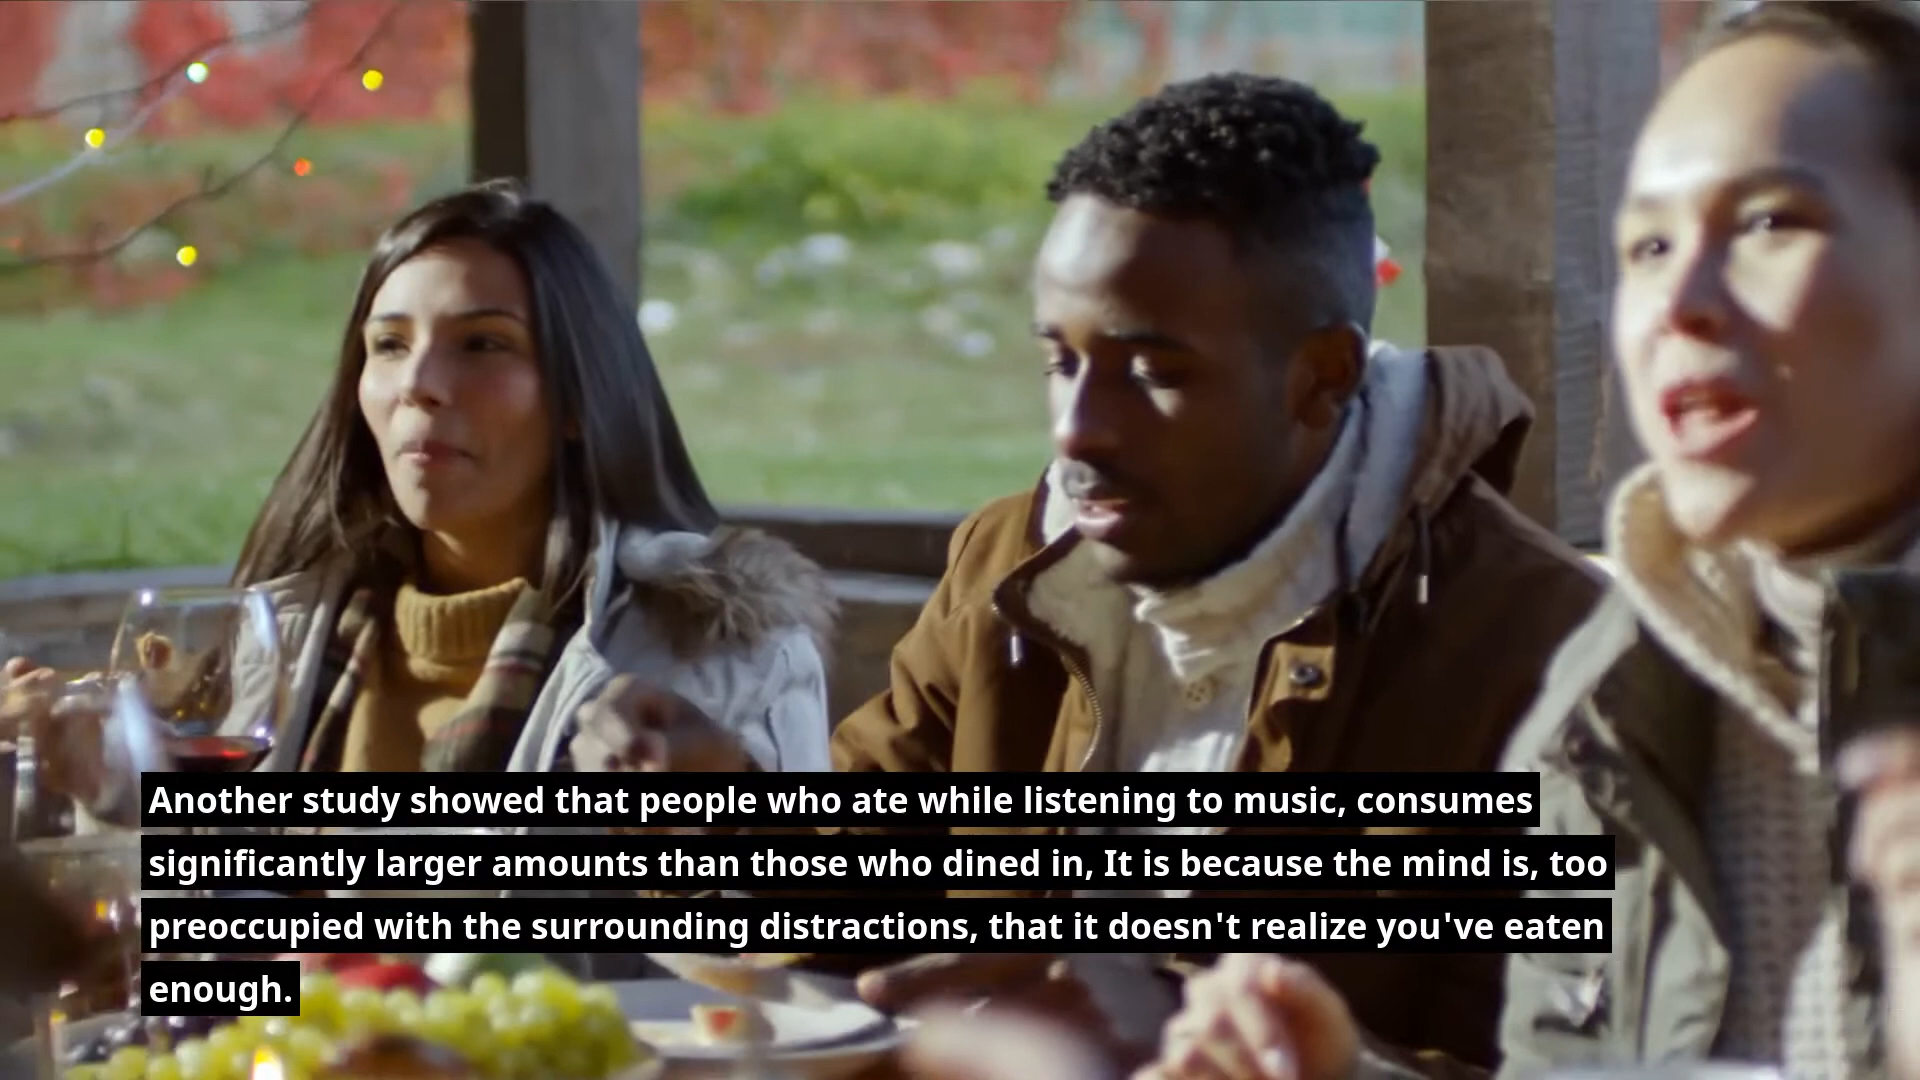 Another study showed that people who ate while listening to music, consumes
significantly larger amounts than those who dined in, It is because the mind is, too
preoccupied with the surrounding distractions, that it doesn't realize you've eaten
enough.